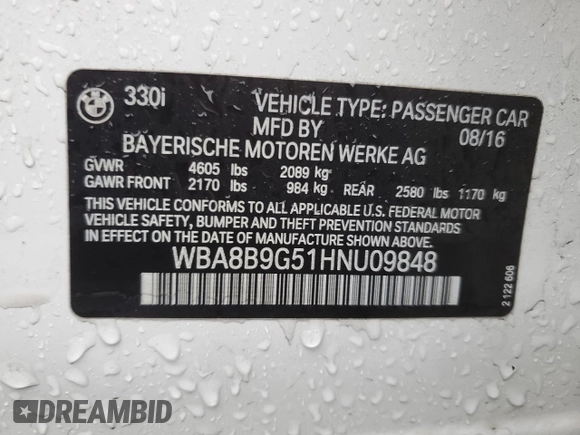 330i VEHICLE TYPE: PASSENGER CAR
MFD BY 08/16
BAYERISCHE MOTOREN WERKE AG
GVWR 4605 lbs 2089 kg
GAWR FRONT 2170 lbs 984 kg REAR 2580 lbs 1170 kg
THIS VEHICLE CONFORMS TO ALL APPLICABLE U.S. FEDERAL MOTOR
VEHICLE SAFETY, BUMPER AND THEFT PREVENTION STANDARDS IN
EFFECT ON THE DATE OF MANUFACTURE SHOWN ABOVE.
WBA8B9G51HNU09848
2 122 606
DREAMBID